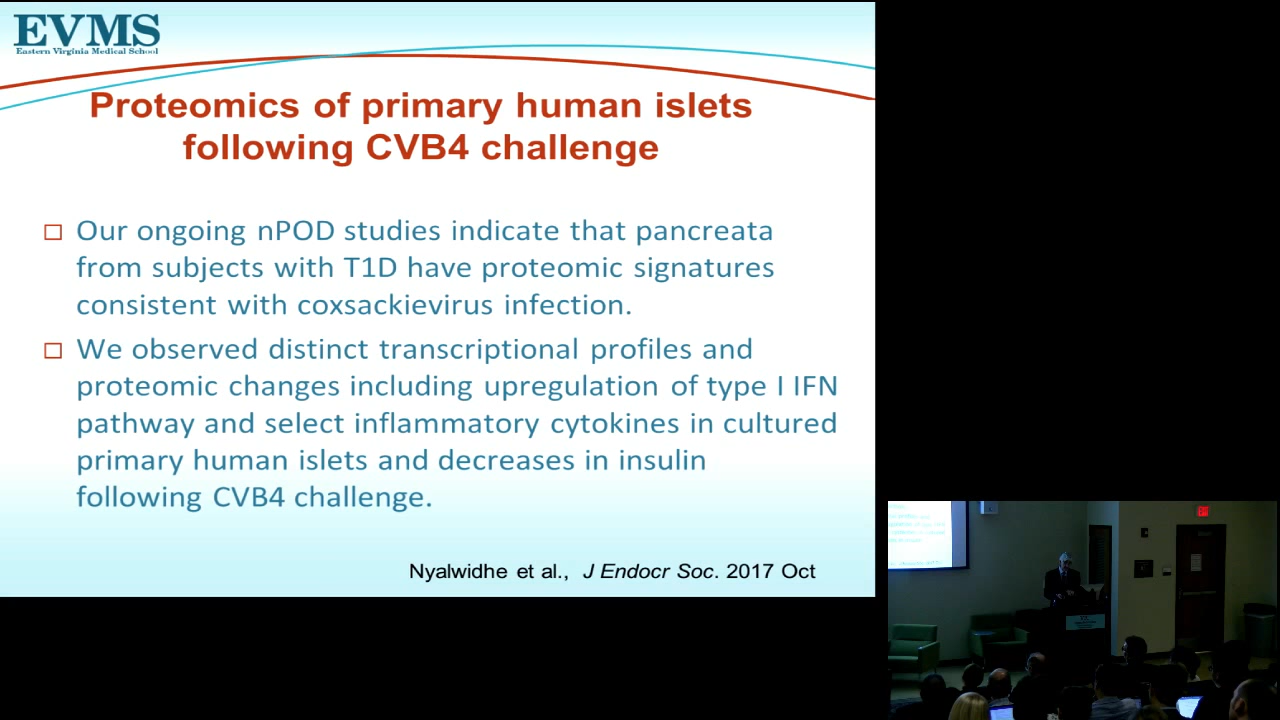 EVMS
Eastern Virginia Medical School
Proteomics of primary human islets
following CVB4 challenge
Our ongoing nPOD studies indicate that pancreata
from subjects with T1D have proteomic signatures
consistent with coxsackievirus infection.
We observed distinct transcriptional profiles and
proteomic changes including upregulation of type I IFN
pathway and select inflammatory cytokines in cultured
primary human islets and decreases in insulin
following CVB4 challenge.
Nyalwidhe et al., J Endocr Soc. 2017 Oct